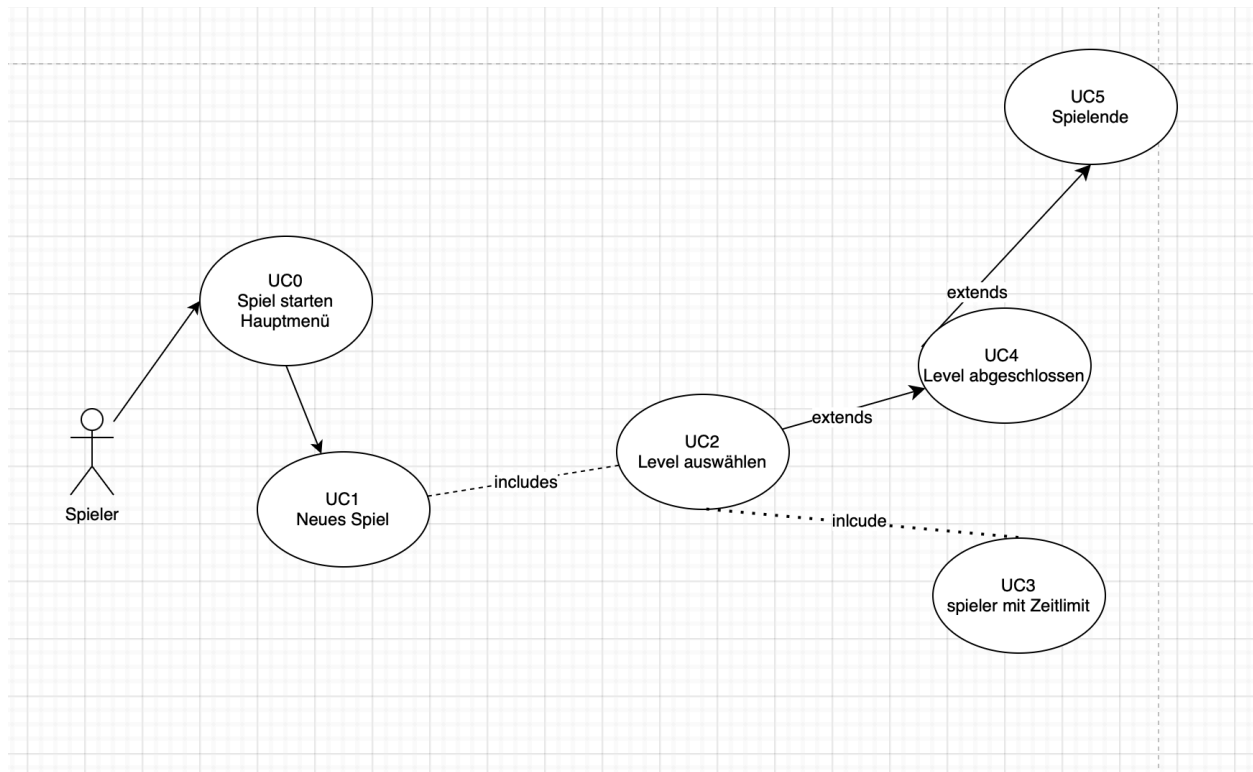 UC5
Spielende
UC0
Spiel starten
Hauptmenü
extends
UC4
Level abgeschlossen
extends
UC2
Level auswählen
includes
UC1
Neues Spiel
Spieler
inlcude
UC3
spieler mit Zeitlimit